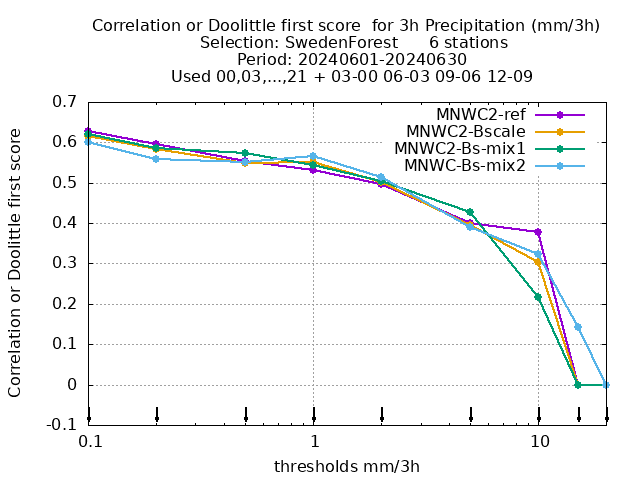 Correlation or Doolittle first score  for 3h Precipitation (mm/3h)
Selection: SwedenForest      6 stations
Period: 20240601-20240630
Used 00,03,...,21 + 03-00 06-03 09-06 12-09
MNWC2-ref
MNWC2-Bscale
MNWC2-Bs-mix1
MNWC-Bs-mix2
Correlation or Doolittle first score
0.7
0.6
0.5
0.4
0.3
0.2
0.1
0
-0.1
0.1 1 10
thresholds mm/3h